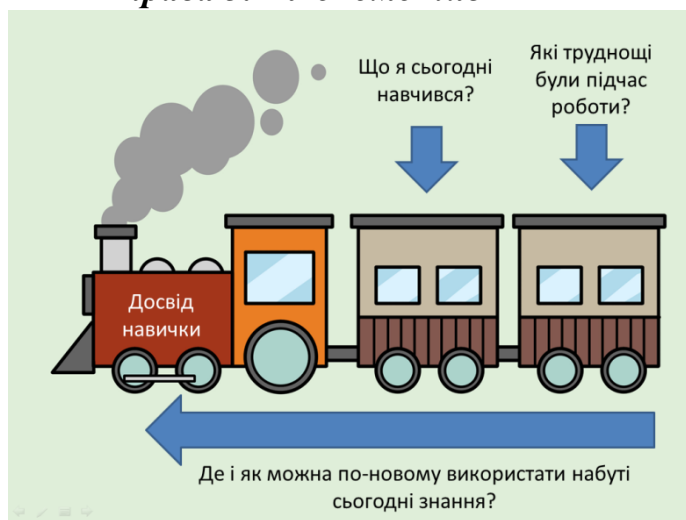 Що я сьогодні
навчився?
Які труднощі
були підчас
роботи?
Досвід
навички
Де і як можна по-новому використати набуті
сьогодні знання?